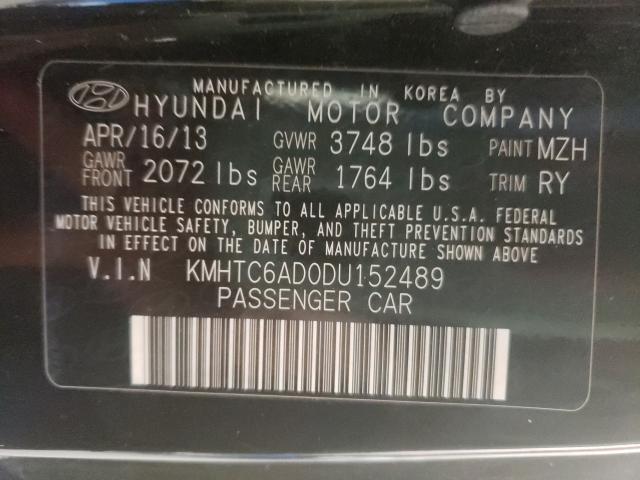 MANUFACTURED IN KOREA BY
HYUNDAI MOTOR COMPANY
APR/16/13 GVWR 3748 lbs PAINT MZH
GAWR FRONT 2072 lbs GAWR REAR 1764 lbs TRIM RY
THIS VEHICLE CONFORMS TO ALL APPLICABLE U.S.A. FEDERAL
MOTOR VEHICLE SAFETY, BUMPER, AND THEFT PREVENTION STANDARDS
IN EFFECT ON THE DATE OF MANUFACTURE SHOWN ABOVE
V.I.N KMHTC6AD0DU152489
PASSENGER CAR